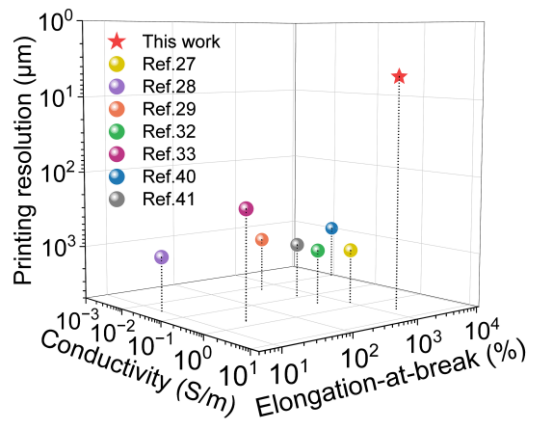 Printing resolution (μm)
10⁰
10¹
10²
10³
This work
Ref.27
Ref.28
Ref.29
Ref.32
Ref.33
Ref.40
Ref.41
10⁻³
10⁻²
10⁻¹
10⁰
10¹
Conductivity (S/m)
10¹
10²
10³
10⁴
Elongation-at-break (%)